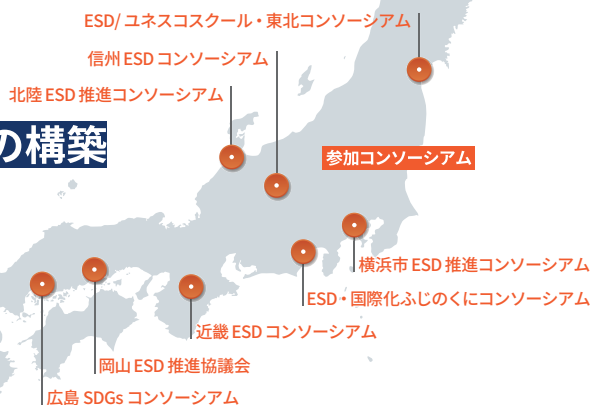 ESD/ ユネスコスクール・東北コンソーシアム
信州 ESD コンソーシアム
北陸 ESD 推進コンソーシアム
の構築
参加コンソーシアム
横浜市 ESD 推進コンソーシアム
ESD・国際化ふじのくにコンソーシアム
近畿 ESD コンソーシアム
岡山 ESD 推進協議会
広島 SDGs コンソーシアム